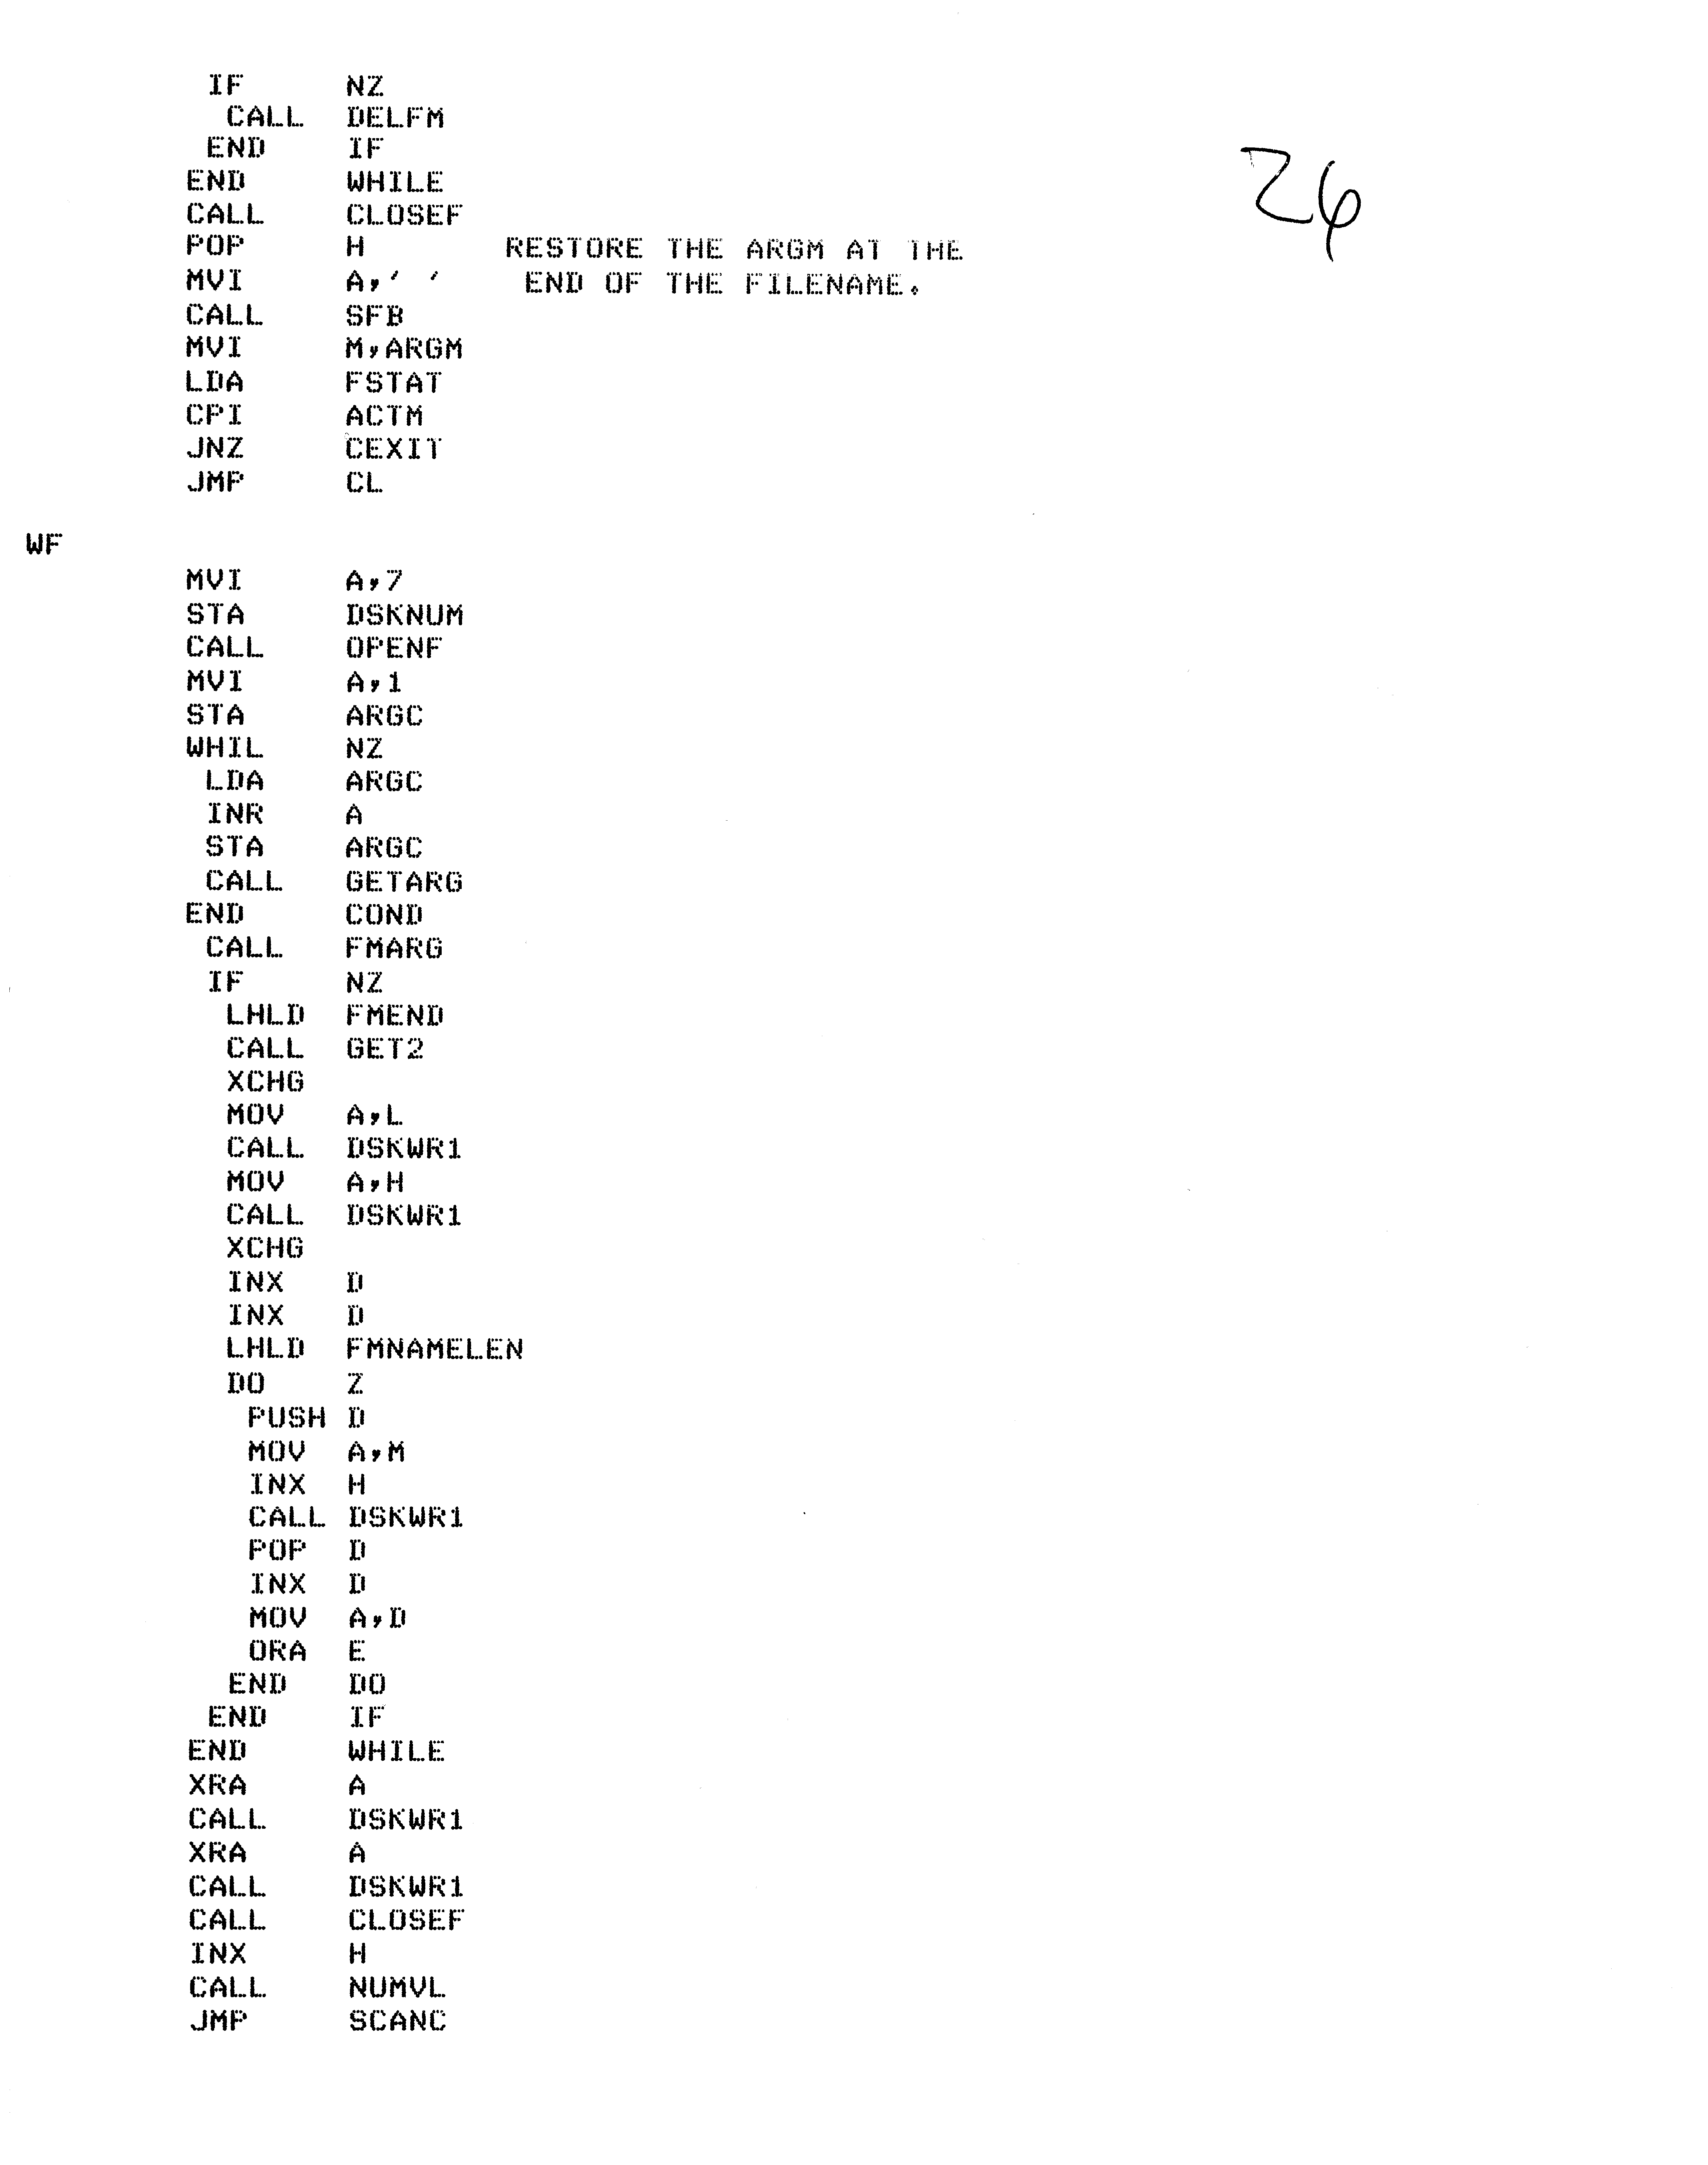 IF NZ
CALL DELFM
END IF
END WHILE
CALL CLOSEF
POP H RESTORE THE ARGM AT THE
MVI A,' ' END OF THE FILENAME.
CALL SFB
MVI M,ARGM
LDA FSTAT
CPI ACTM
JNZ CEXIT
JMP CL
26
WF
MVI A,7
STA DSKNUM
CALL OPENF
MVI A,1
STA ARGC
WHIL NZ
LDA ARGC
INR A
STA ARGC
CALL GETARG
END COND
CALL FMARG
IF NZ
LHLD FMEND
CALL GET2
XCHG
MOV A,L
CALL DSKWR1
MOV A,H
CALL DSKWR1
XCHG
INX D
INX D
LHLD FMNAMELEN
DO Z
PUSH D
MOV A,M
INX H
CALL DSKWR1
POP D
INX D
MOV A,D
ORA E
END DO
END IF
END WHILE
XRA A
CALL DSKWR1
XRA A
CALL DSKWR1
CALL CLOSEF
INX H
CALL NUMVL
JMP SCANC